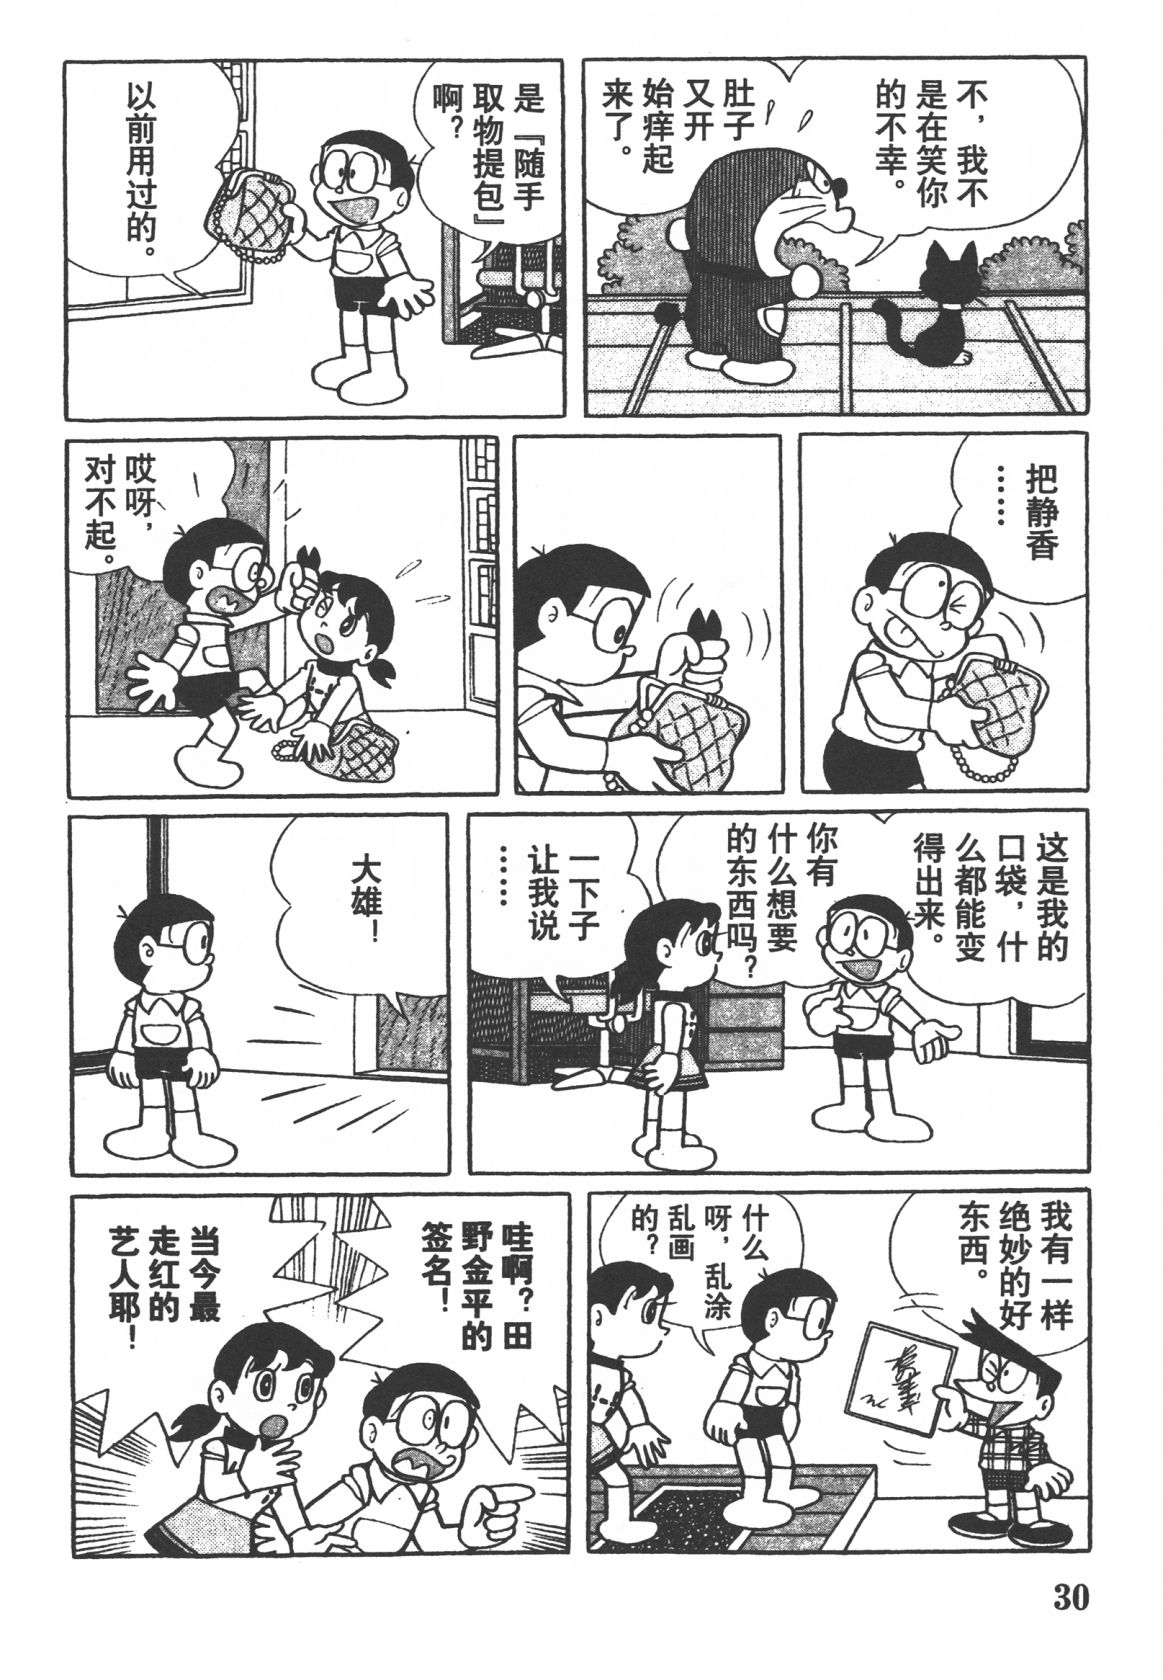 不，我不
是在笑你
的不幸。
肚子
又开
始痒起
来了。
是『随手
取物提包』
啊？
以前用过的。
把静香
……
哎呀，
对不起。
这是我的
口袋，什
么都能变
得出来。
你有
什么想要
的东西吗？
一下子
让我说
……
大雄！
我有一样
绝妙的好
东西。
什么
呀，乱涂
乱画
的？
哇啊？田
野金平的
签名！
当今最
走红的
艺人耶！
30